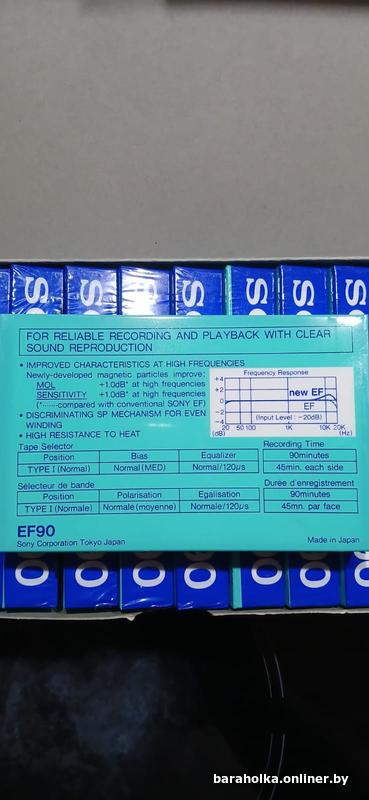 FOR RELIABLE RECORDING AND PLAYBACK WITH CLEAR
SOUND REPRODUCTION
• IMPROVED CHARACTERISTICS AT HIGH FREQUENCIES
Newly-developed magnetic particles improve:
MOL +1.0dB* at high frequencies
SENSITIVITY +1.0dB* at high frequencies
(*······compared with conventional SONY EF)
• DISCRIMINATING SP MECHANISM FOR EVEN
WINDING
• HIGH RESISTANCE TO HEAT
Frequency Response
+4
+2
0
−2
−4
(dB)
new EF
EF
(Input Level : −20dB)
20 50 100 1K 10K 20K
(Hz)
Tape Selector
Position Bias Equalizer
TYPE I (Normal) Normal (MED) Normal/120μs
Recording Time
90minutes
45min. each side
Sélecteur de bande
Position Polarisation Egalisation
TYPE I (Normale) Normale (moyenne) Normale/120μs
Durée d'enregistrement
90minutes
45mn. par face
EF90
Sony Corporation Tokyo Japan
Made in Japan
baraholka.onliner.by